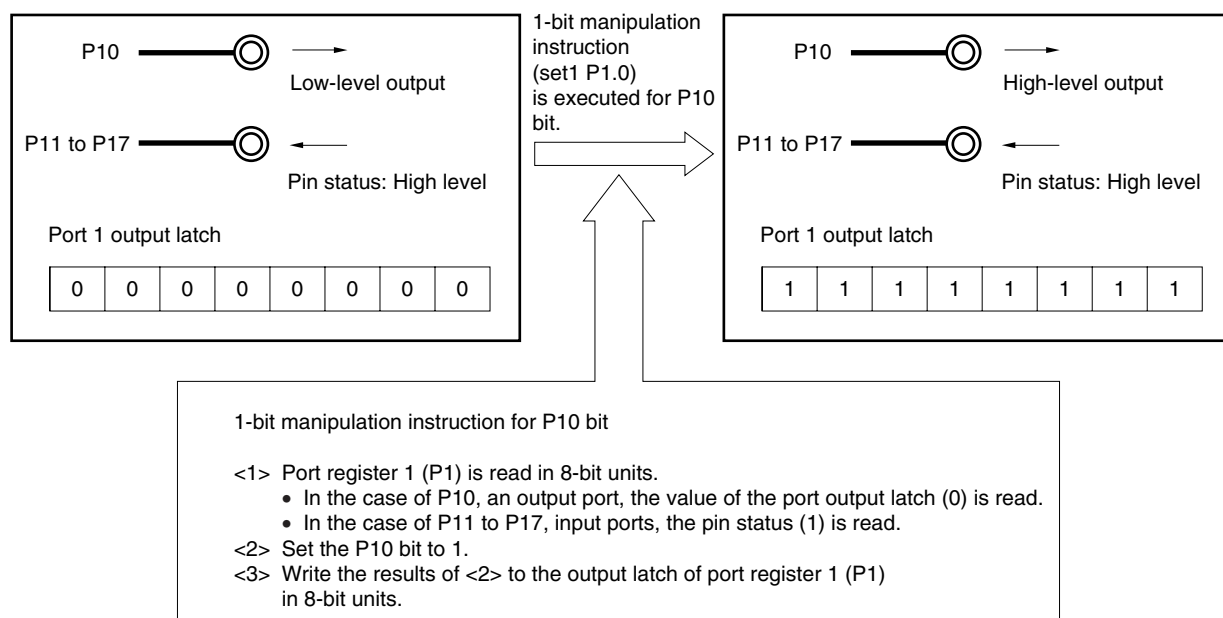 P10
Low-level output
P11 to P17
Pin status: High level
Port 1 output latch
0 0 0 0 0 0 0 0
1-bit manipulation
instruction
(set1 P1.0)
is executed for P10
bit.
P10
High-level output
P11 to P17
Pin status: High level
Port 1 output latch
1 1 1 1 1 1 1 1
1-bit manipulation instruction for P10 bit
<1> Port register 1 (P1) is read in 8-bit units.
• In the case of P10, an output port, the value of the port output latch (0) is read.
• In the case of P11 to P17, input ports, the pin status (1) is read.
<2> Set the P10 bit to 1.
<3> Write the results of <2> to the output latch of port register 1 (P1)
in 8-bit units.